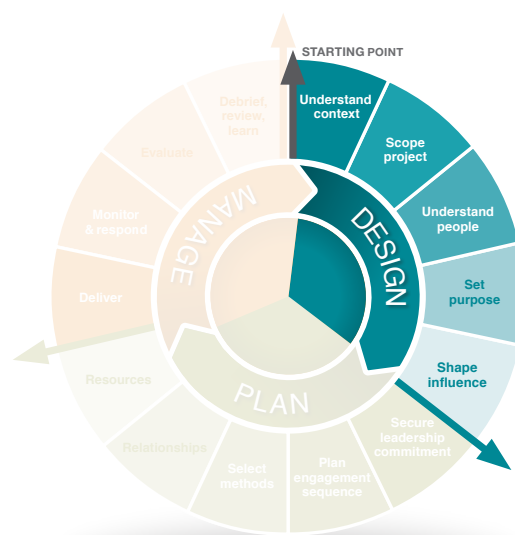 STARTING POINT
Understand
context
Scope
project
Understand
people
Set
purpose
Shape
influence
Secure
leadership
commitment
Plan
engagement
sequence
Select
methods
Relationships
Resources
Deliver
Monitor
& respond
Evaluate
Debrief,
review,
learn
DESIGN
PLAN
MANAGE